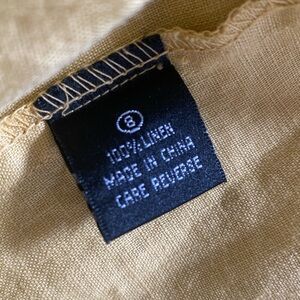 8
100% LINEN
MADE IN CHINA
CARE REVERSE